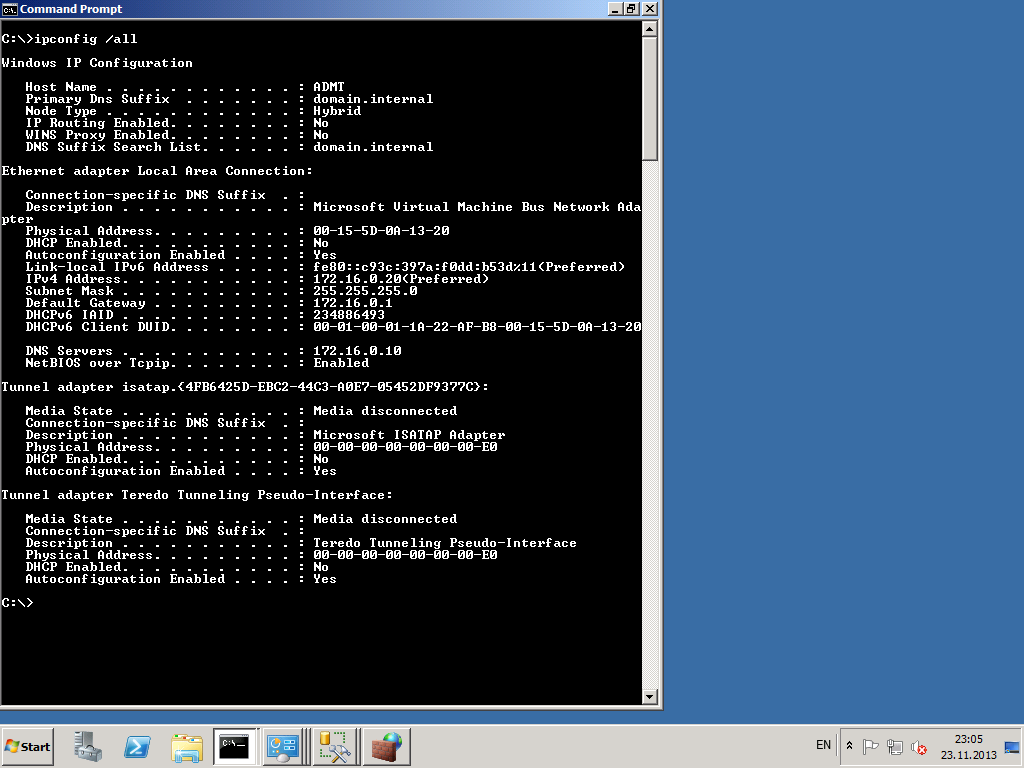 Command Prompt
C:\>ipconfig /all
Windows IP Configuration
Host Name . . . . . . . . . . . . : ADMT
Primary Dns Suffix  . . . . . . . : domain.internal
Node Type . . . . . . . . . . . . : Hybrid
IP Routing Enabled. . . . . . . . : No
WINS Proxy Enabled. . . . . . . . : No
DNS Suffix Search List. . . . . . : domain.internal
Ethernet adapter Local Area Connection:
Connection-specific DNS Suffix  . :
Description . . . . . . . . . . . : Microsoft Virtual Machine Bus Network Ada
pter
Physical Address. . . . . . . . . : 00-15-5D-0A-13-20
DHCP Enabled. . . . . . . . . . . : No
Autoconfiguration Enabled . . . . : Yes
Link-local IPv6 Address . . . . . : fe80::c93c:397a:f0dd:b53d%11(Preferred)
IPv4 Address. . . . . . . . . . . : 172.16.0.20(Preferred)
Subnet Mask . . . . . . . . . . . : 255.255.255.0
Default Gateway . . . . . . . . . : 172.16.0.1
DHCPv6 IAID . . . . . . . . . . . : 234886493
DHCPv6 Client DUID. . . . . . . . : 00-01-00-01-1A-22-AF-B8-00-15-5D-0A-13-20
DNS Servers . . . . . . . . . . . : 172.16.0.10
NetBIOS over Tcpip. . . . . . . . : Enabled
Tunnel adapter isatap.{4FB6425D-EBC2-44C3-A0E7-05452DF9377C}:
Media State . . . . . . . . . . . : Media disconnected
Connection-specific DNS Suffix  . :
Description . . . . . . . . . . . : Microsoft ISATAP Adapter
Physical Address. . . . . . . . . : 00-00-00-00-00-00-00-E0
DHCP Enabled. . . . . . . . . . . : No
Autoconfiguration Enabled . . . . : Yes
Tunnel adapter Teredo Tunneling Pseudo-Interface:
Media State . . . . . . . . . . . : Media disconnected
Connection-specific DNS Suffix  . :
Description . . . . . . . . . . . : Teredo Tunneling Pseudo-Interface
Physical Address. . . . . . . . . : 00-00-00-00-00-00-00-E0
DHCP Enabled. . . . . . . . . . . : No
Autoconfiguration Enabled . . . . : Yes
C:\>
Start
EN
23:05
23.11.2013